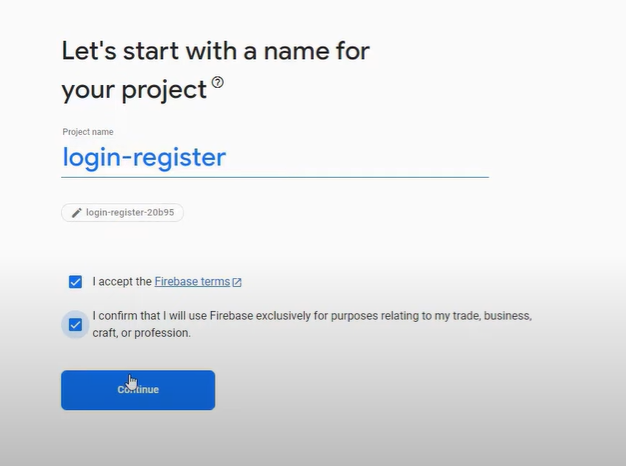 Let's start with a name for
your project
Project name
login-register
login-register-20b95
I accept the Firebase terms
I confirm that I will use Firebase exclusively for purposes relating to my trade, business,
craft, or profession.
Continue